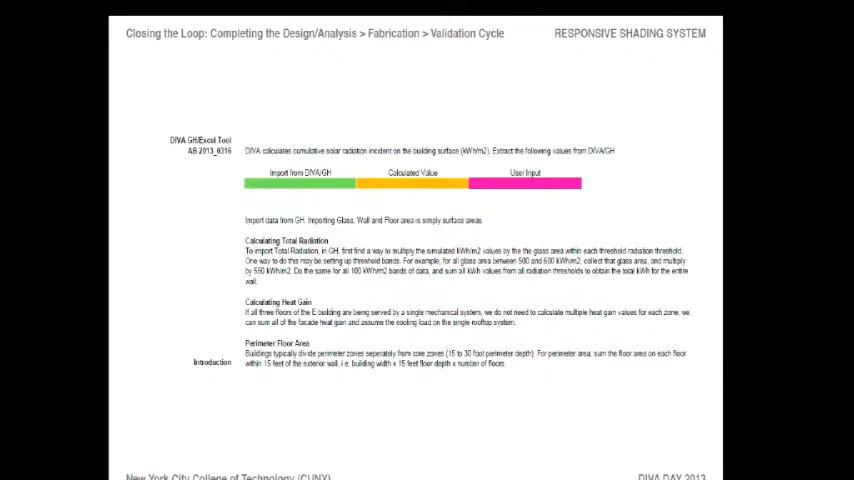 Closing the Loop: Completing the Design/Analysis > Fabrication > Validation Cycle RESPONSIVE SHADING SYSTEM
DIVA GH/Excel Tool
AB 2013_0316 DIVA calculates cumulative solar radiation incident on the building surface (kWh/m2). Extract the following values from DIVA/GH
Import from DIVA/GH Calculated Value User Input
Import data from GH. Importing Glass, Wall and Floor area is simply surface areas.
Calculating Total Radiation
To import Total Radiation, in GH, first find a way to multiply the simulated kWh/m2 values by the the glass area within each threshold radiation threshold.
One way to do this may be setting up threshold bands. For example, for all glass area between 500 and 600 kWh/m2, collect that glass area, and multiply
by 550 kWh/m2. Do the same for all 100 kWh/m2 bands of data, and sum all kWh values from all radiation thresholds to obtain the total kWh for the entire
wall.
Calculating Heat Gain
If all three floors of the E building are being served by a single mechanical system, we do not need to calculate multiple heat gain values for each zone, we
can sum all of the facade heat gain and assume the cooling load on the single rooftop system.
Perimeter Floor Area
Buildings typically divide perimeter zones seperately from core zones (15 to 30 foot perimeter depth). For perimeter area, sum the floor area on each floor
Introduction within 15 feet of the exterior wall, i.e. building width x 15 feet floor depth x number of floors
New York City College of Technology (CUNY) DIVA DAY 2013